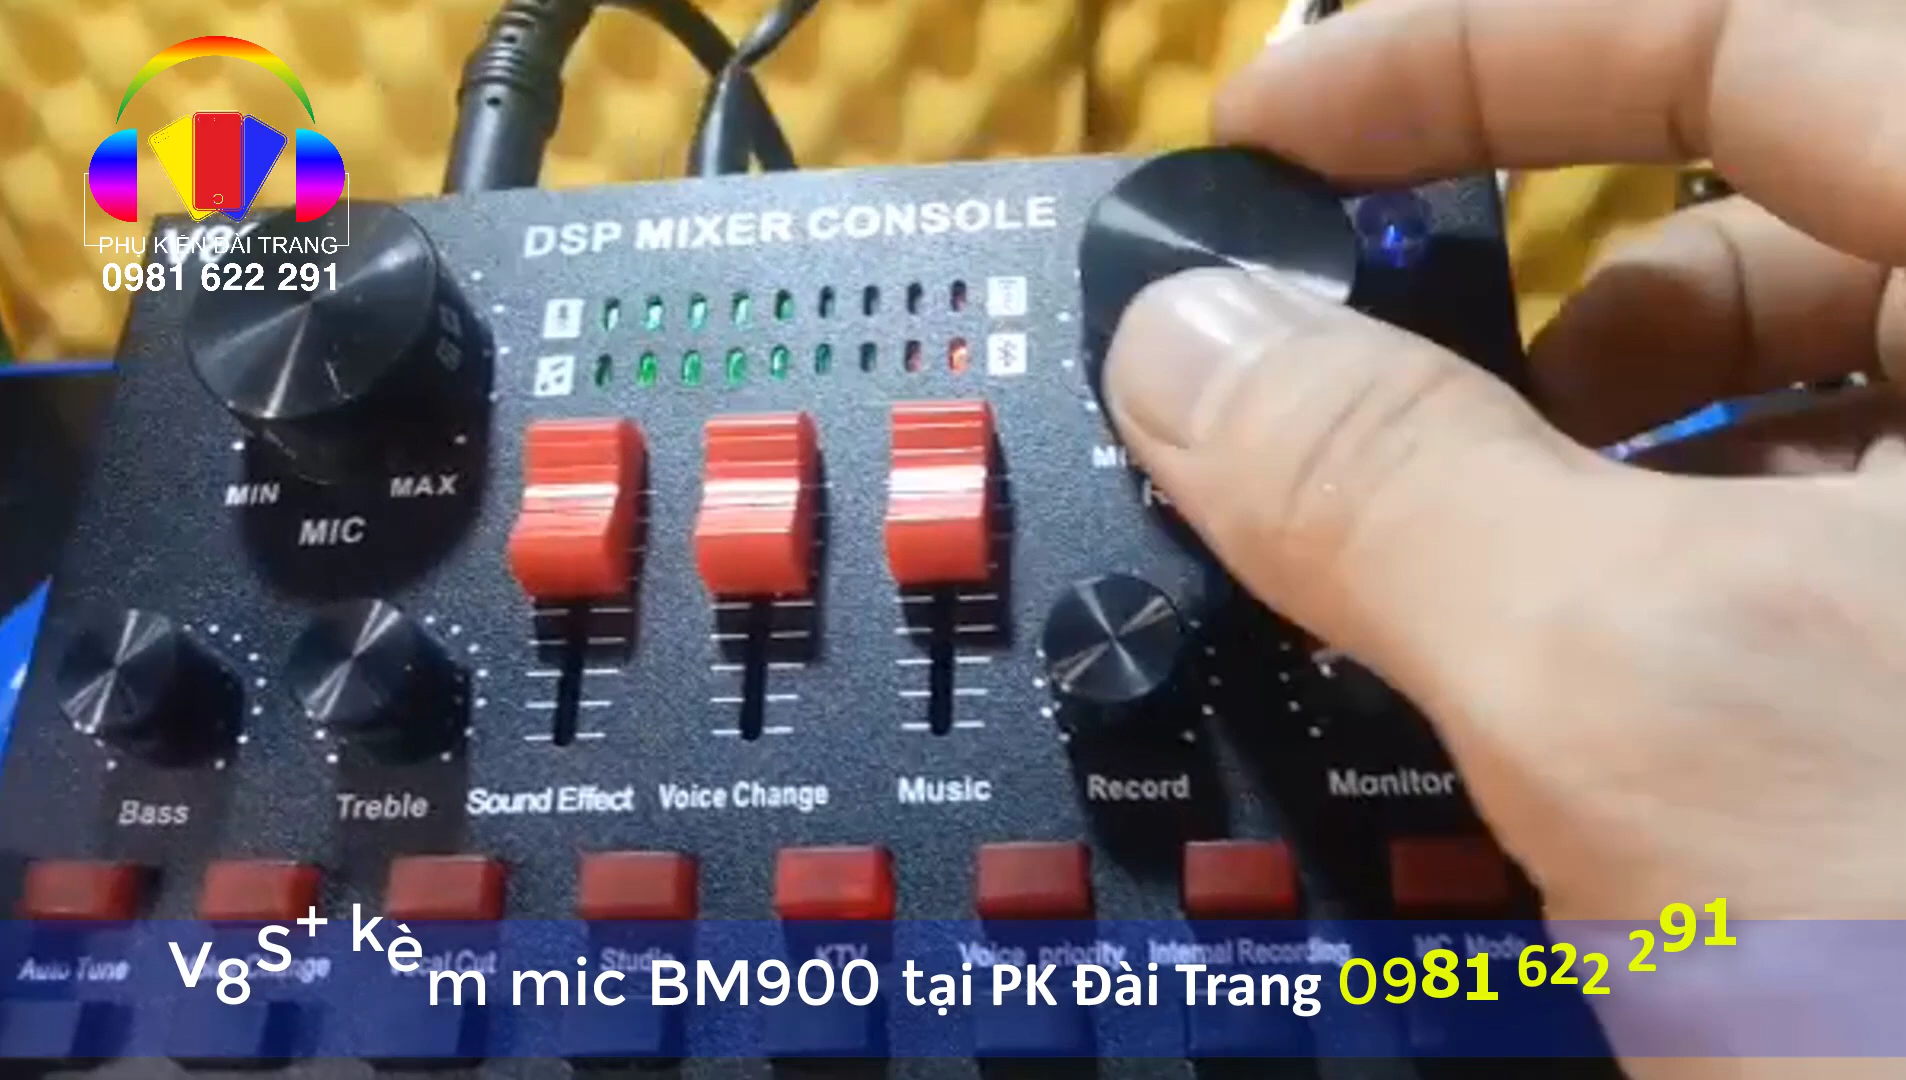 V8
PHỤ KIỆN ĐÀI TRANG
0981 622 291
DSP MIXER CONSOLE
MIN
MAX
MIC
Bass
Treble
Sound Effect
Voice Change
Music
Record
Monitor
Auto Tune
Voice priority
Internal Recording
KTV
V8S+ kèm mic BM900 tại PK Đài Trang 0981 622 291